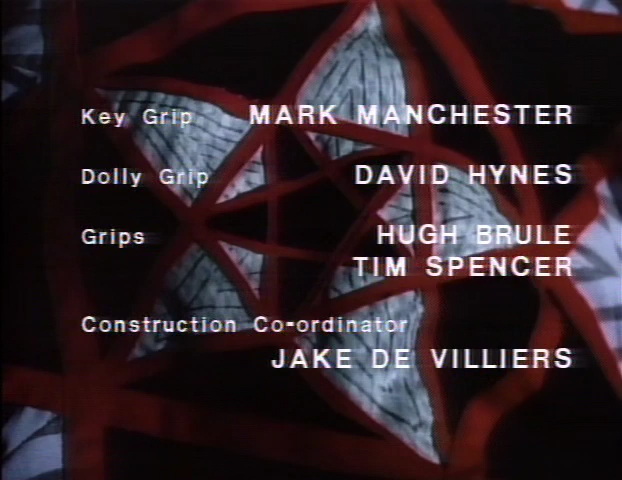 Key Grip MARK MANCHESTER
Dolly Grip DAVID HYNES
Grips HUGH BRULE
TIM SPENCER
Construction Co-ordinator
JAKE DE VILLIERS